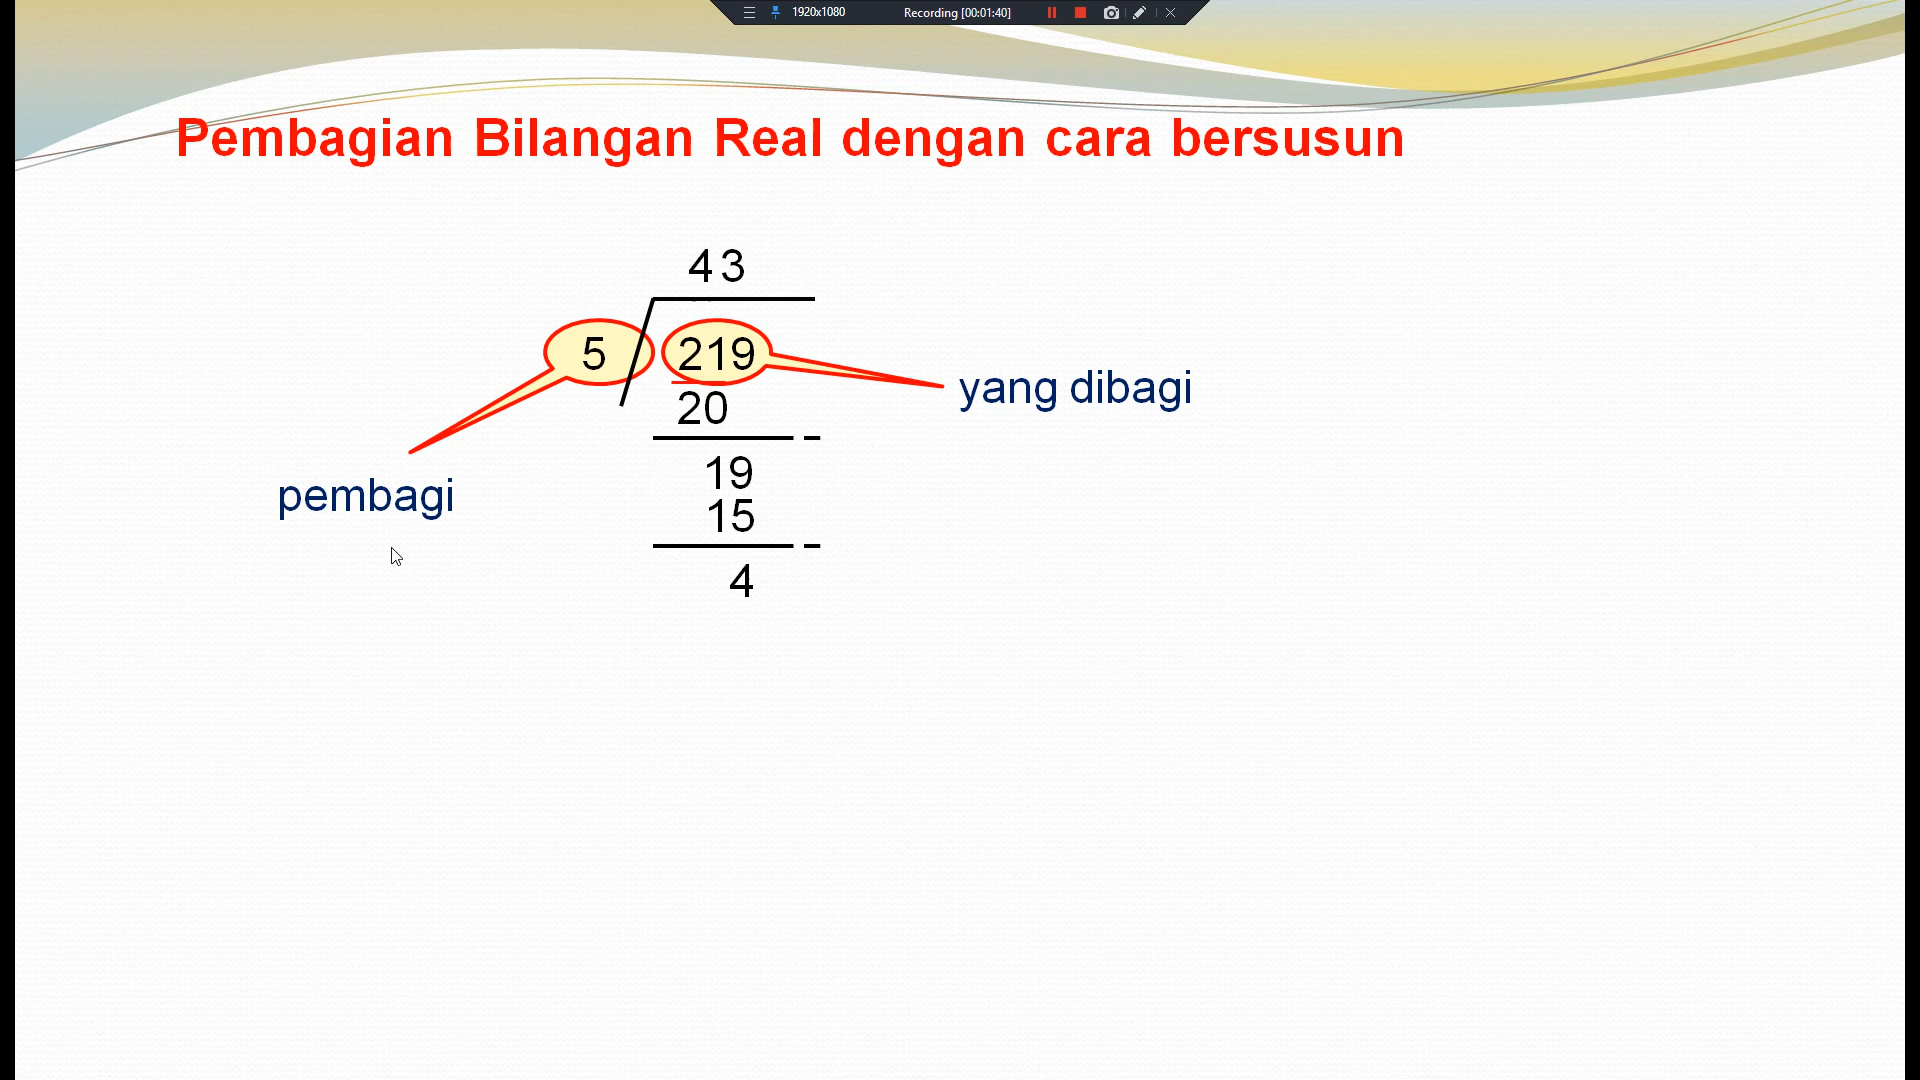 1920x1080 Recording [00:01:40]
Pembagian Bilangan Real dengan cara bersusun
43
5 219
yang dibagi
20
19
pembagi
15
4